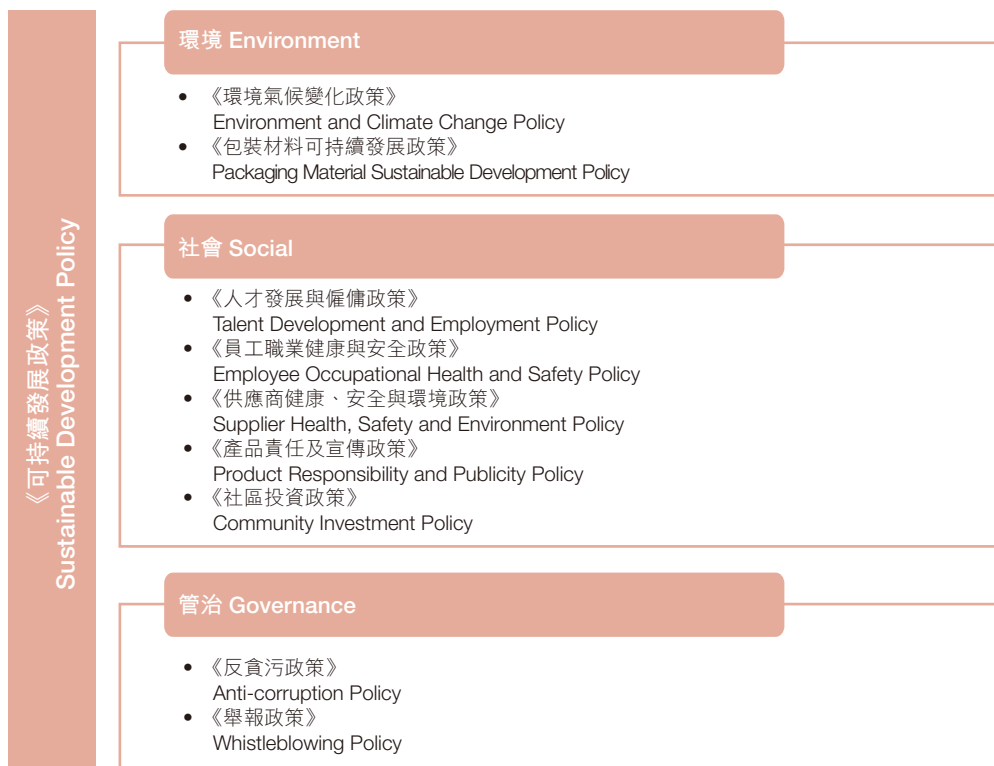 《可持續發展政策》
Sustainable Development Policy
環境 Environment
• 《環境氣候變化政策》
Environment and Climate Change Policy
• 《包裝材料可持續發展政策》
Packaging Material Sustainable Development Policy
社會 Social
• 《人才發展與僱傭政策》
Talent Development and Employment Policy
• 《員工職業健康與安全政策》
Employee Occupational Health and Safety Policy
• 《供應商健康、安全與環境政策》
Supplier Health, Safety and Environment Policy
• 《產品責任及宣傳政策》
Product Responsibility and Publicity Policy
• 《社區投資政策》
Community Investment Policy
管治 Governance
• 《反貪污政策》
Anti-corruption Policy
• 《舉報政策》
Whistleblowing Policy